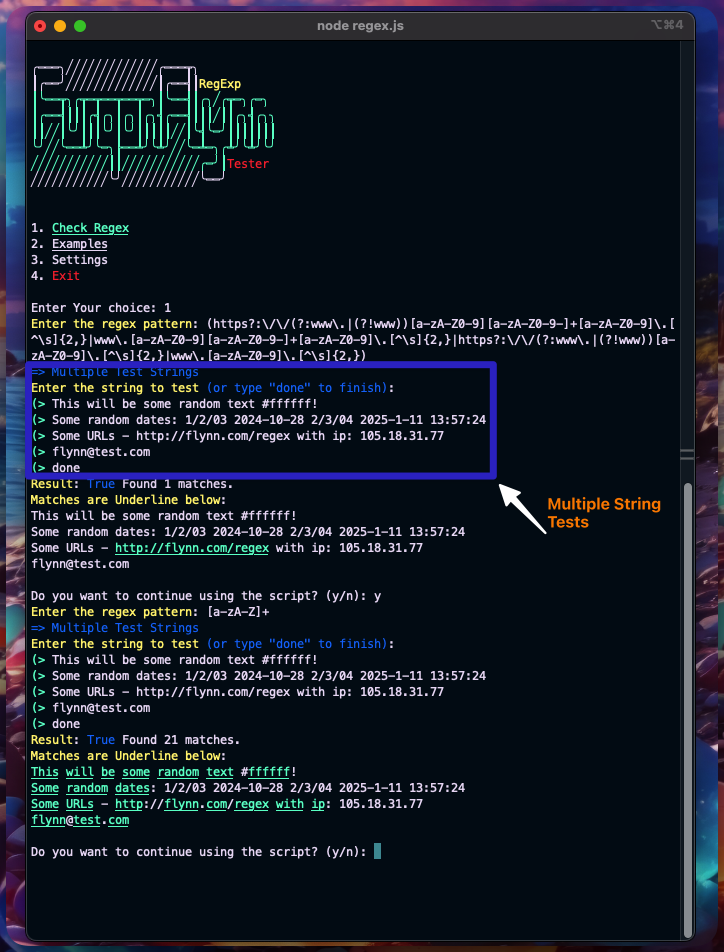 node regex.js
⌥⌘4
RegExp
Tester
1. Check Regex
2. Examples
3. Settings
4. Exit
Enter Your choice: 1
Enter the regex pattern: (https?:\/\/(?:www\.|(?!www))[a-zA-Z0-9][a-zA-Z0-9-]+[a-zA-Z0-9]\.[
^\s]{2,}|www\.[a-zA-Z0-9][a-zA-Z0-9-]+[a-zA-Z0-9]\.[^\s]{2,}|https?:\/\/(?:www\.|(?!www))[a-
zA-Z0-9]\.[^\s]{2,}|www\.[a-zA-Z0-9]\.[^\s]{2,})
=> Multiple Test Strings
Enter the string to test (or type "done" to finish):
(> This will be some random text #ffffff!
(> Some random dates: 1/2/03 2024-10-28 2/3/04 2025-1-11 13:57:24
(> Some URLs - http://flynn.com/regex with ip: 105.18.31.77
(> flynn@test.com
(> done
Result: True Found 1 matches.
Matches are Underline below:
This will be some random text #ffffff!
Some random dates: 1/2/03 2024-10-28 2/3/04 2025-1-11 13:57:24
Some URLs - http://flynn.com/regex with ip: 105.18.31.77
flynn@test.com
Multiple String
Tests
Do you want to continue using the script? (y/n): y
Enter the regex pattern: [a-zA-Z]+
=> Multiple Test Strings
Enter the string to test (or type "done" to finish):
(> This will be some random text #ffffff!
(> Some random dates: 1/2/03 2024-10-28 2/3/04 2025-1-11 13:57:24
(> Some URLs - http://flynn.com/regex with ip: 105.18.31.77
(> flynn@test.com
(> done
Result: True Found 21 matches.
Matches are Underline below:
This will be some random text #ffffff!
Some random dates: 1/2/03 2024-10-28 2/3/04 2025-1-11 13:57:24
Some URLs - http://flynn.com/regex with ip: 105.18.31.77
flynn@test.com
Do you want to continue using the script? (y/n):